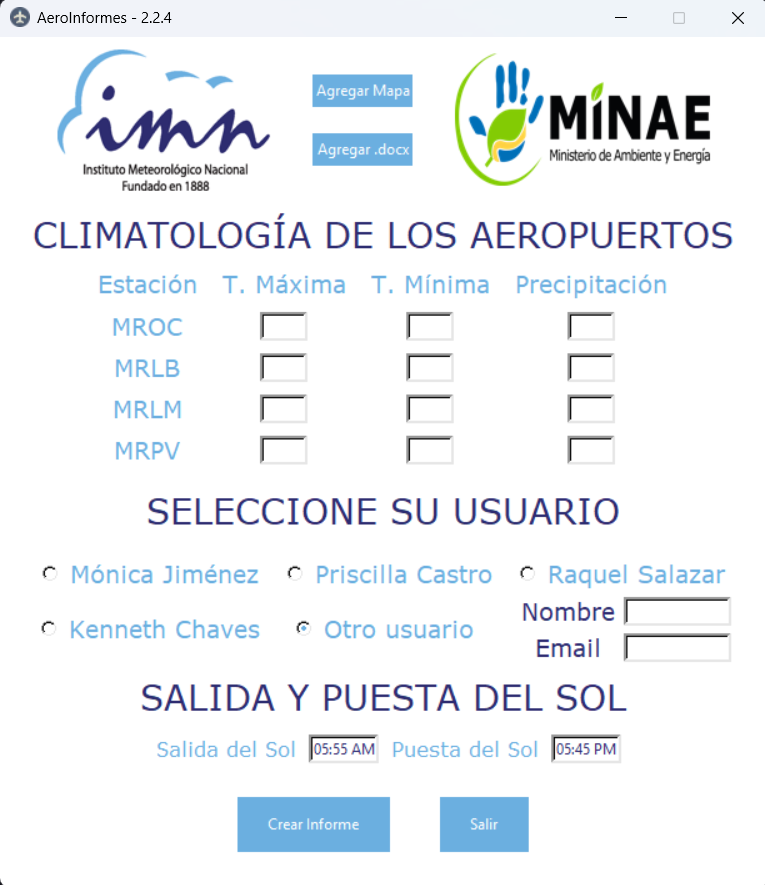 AeroInformes - 2.2.4
imn
Instituto Meteorológico Nacional
Fundado en 1888
Agregar Mapa
Agregar .docx
MINAE
Ministerio de Ambiente y Energía
CLIMATOLOGÍA DE LOS AEROPUERTOS
Estación T. Máxima T. Mínima Precipitación
MROC
MRLB
MRLM
MRPV
SELECCIONE SU USUARIO
Mónica Jiménez Priscilla Castro Raquel Salazar
Kenneth Chaves Otro usuario
Nombre
Email
SALIDA Y PUESTA DEL SOL
Salida del Sol 05:55 AM Puesta del Sol 05:45 PM
Crear Informe Salir